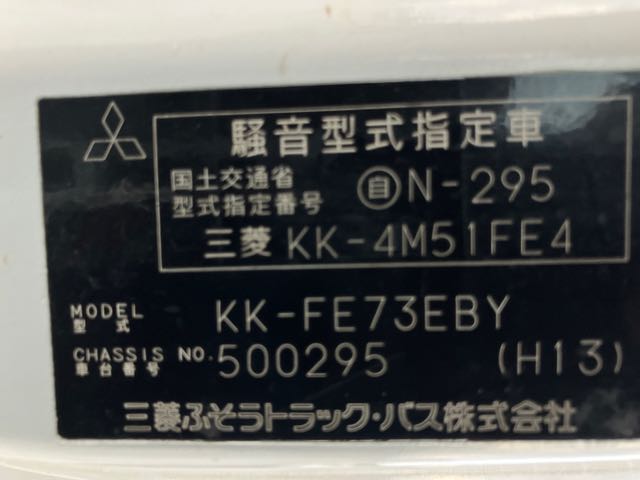 騒音型式指定車
国土交通省
型式指定番号 自N-295
三菱 KK-4M51FE4
MODEL
型式 KK-FE73EBY
CHASSIS NO.
車台番号 500295 (H13)
三菱ふそうトラック・バス株式会社